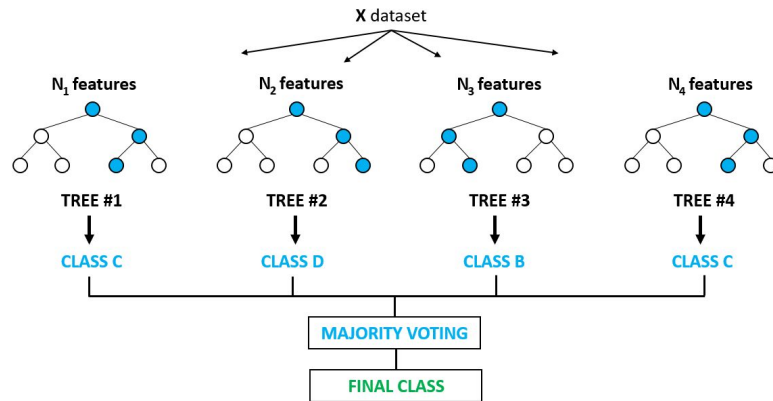 X dataset
N₁ features
N₂ features
N₃ features
N₄ features
TREE #1
TREE #2
TREE #3
TREE #4
CLASS C
CLASS D
CLASS B
CLASS C
MAJORITY VOTING
FINAL CLASS